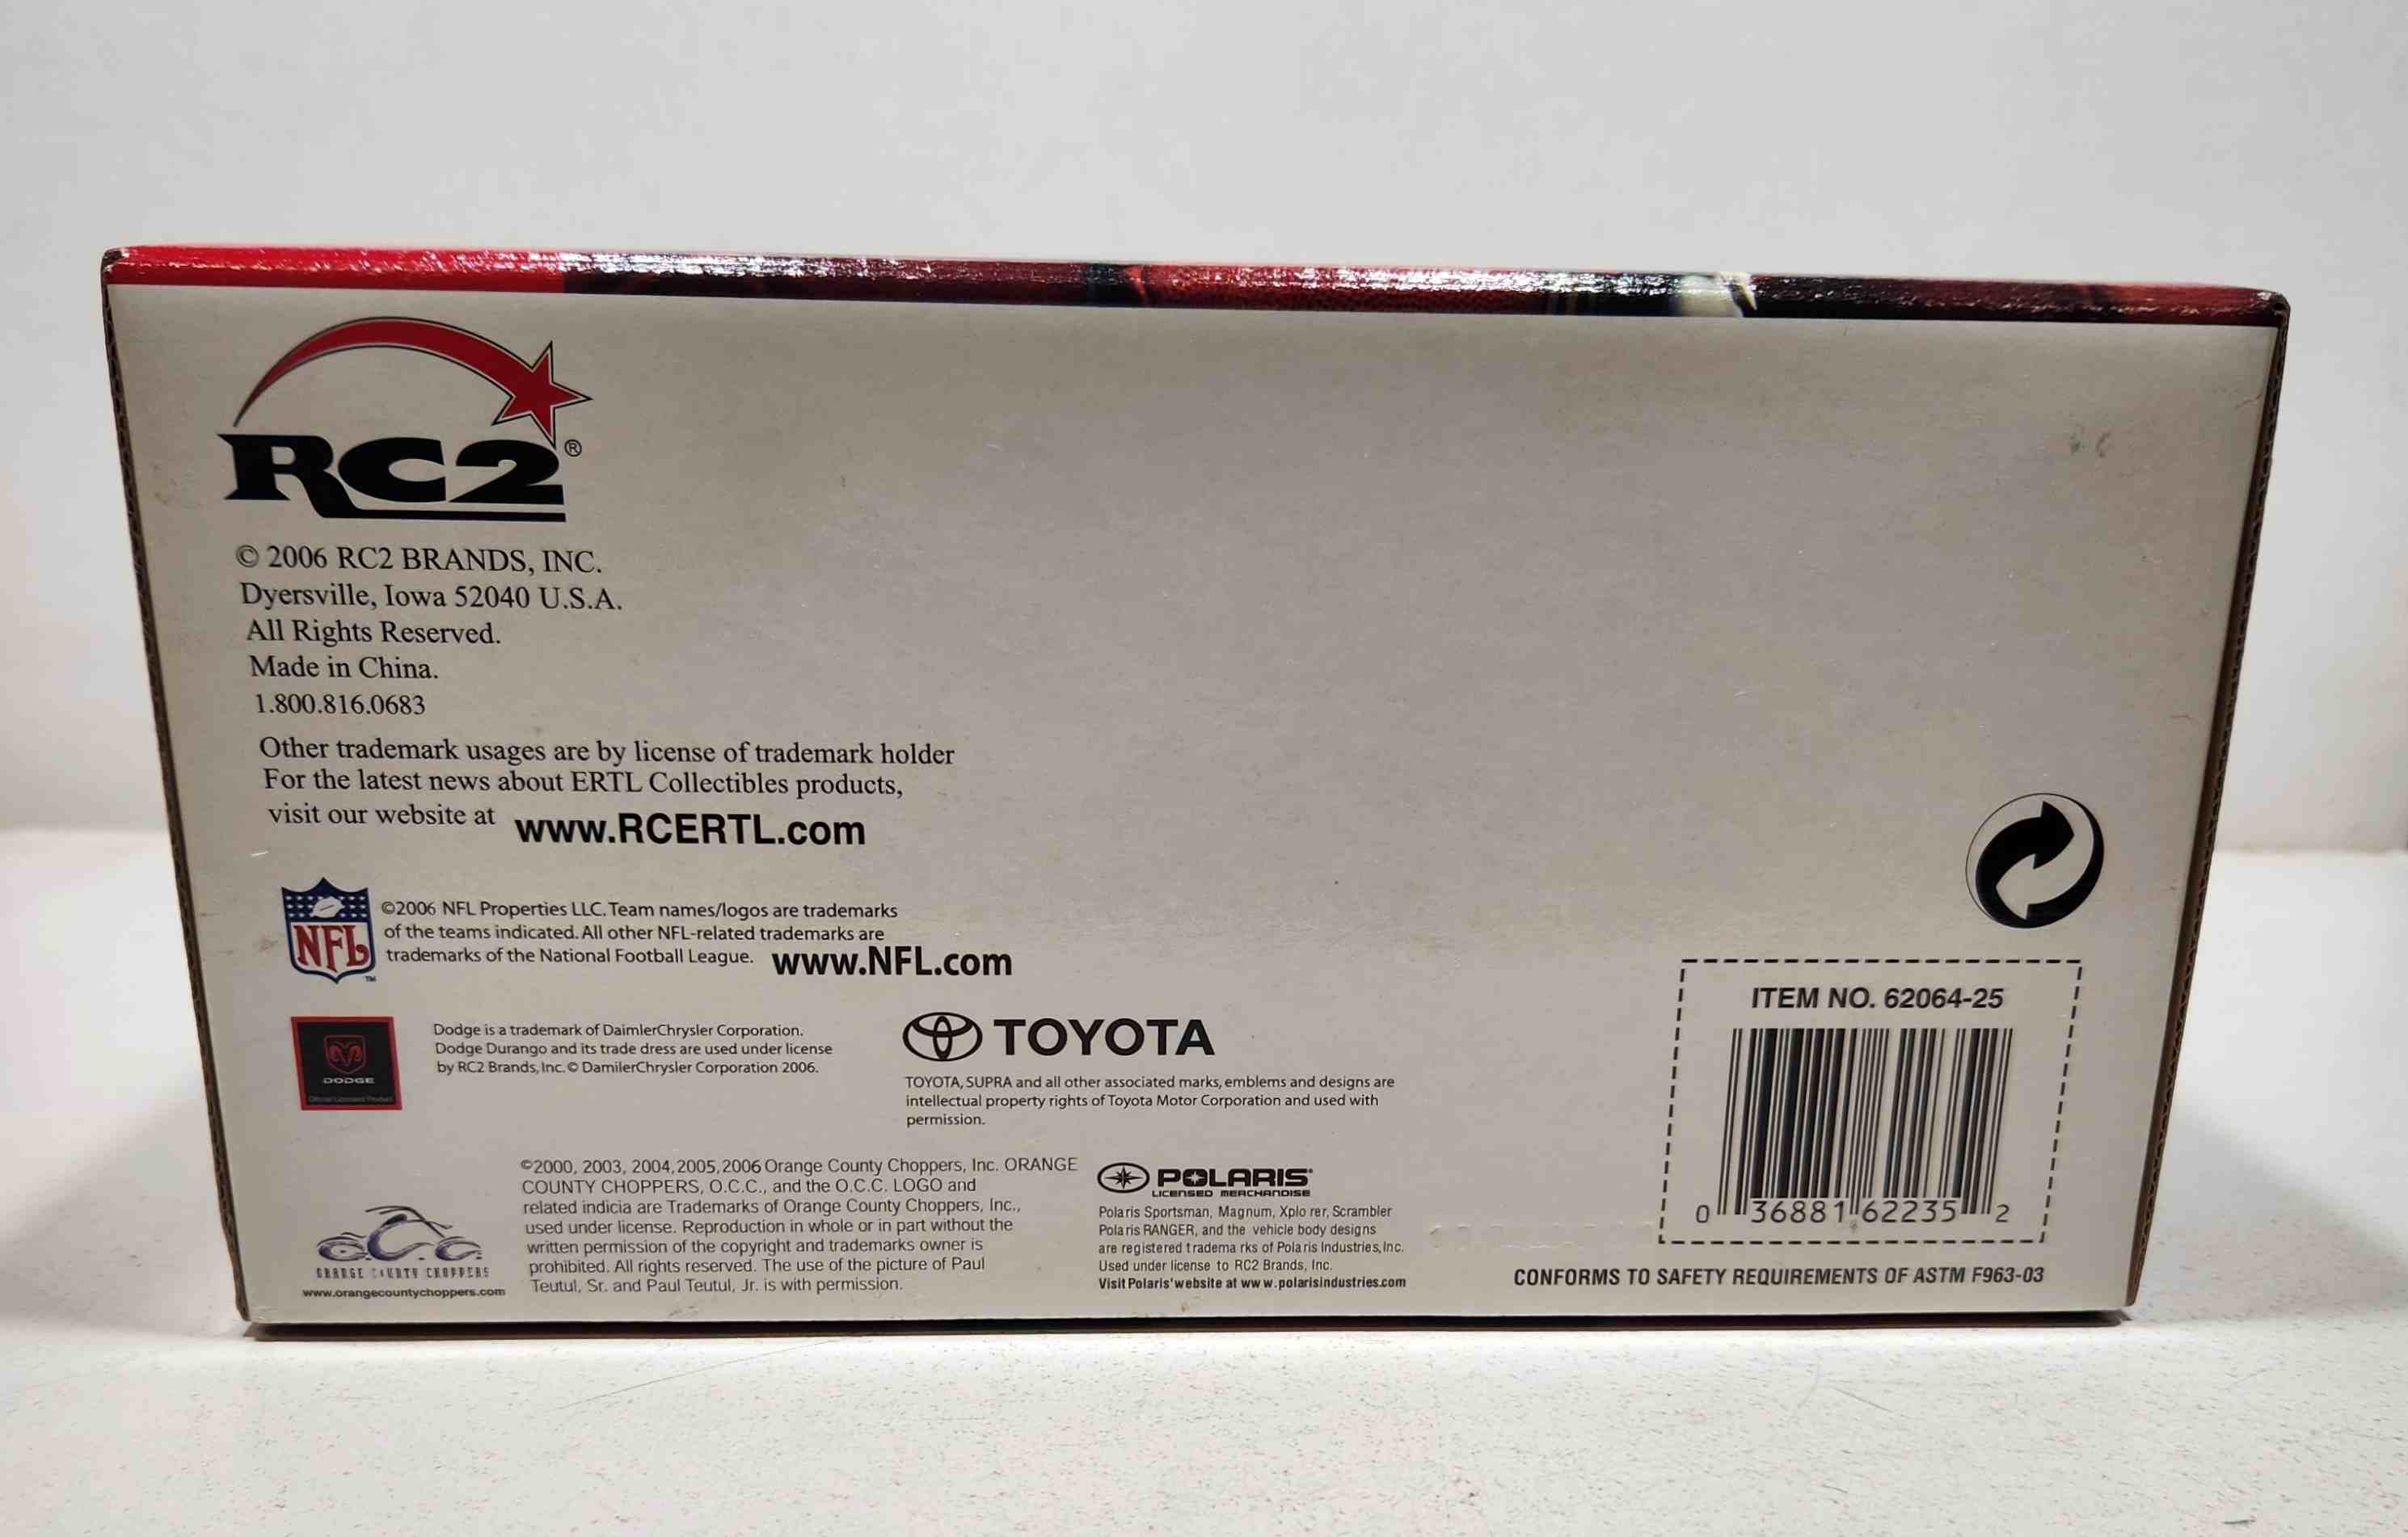 RC2®
© 2006 RC2 BRANDS, INC.
Dyersville, Iowa 52040 U.S.A.
All Rights Reserved.
Made in China.
1.800.816.0683
Other trademark usages are by license of trademark holder
For the latest news about ERTL Collectibles products,
visit our website at www.RCERTL.com
NFL
TM
©2006 NFL Properties LLC. Team names/logos are trademarks
of the teams indicated. All other NFL-related trademarks are
trademarks of the National Football League. www.NFL.com
DODGE
Official Licensed Product
Dodge is a trademark of DaimlerChrysler Corporation.
Dodge Durango and its trade dress are used under license
by RC2 Brands, Inc. © DamilerChrysler Corporation 2006.
TOYOTA
TOYOTA, SUPRA and all other associated marks, emblems and designs are
intellectual property rights of Toyota Motor Corporation and used with
permission.
O.C.C.
ORANGE COUNTY CHOPPERS
www.orangecountychoppers.com
©2000, 2003, 2004, 2005, 2006 Orange County Choppers, Inc. ORANGE
COUNTY CHOPPERS, O.C.C., and the O.C.C. LOGO and
related indicia are Trademarks of Orange County Choppers, Inc.,
used under license. Reproduction in whole or in part without the
written permission of the copyright and trademarks owner is
prohibited. All rights reserved. The use of the picture of Paul
Teutul, Sr. and Paul Teutul, Jr. is with permission.
POLARIS
LICENSED MERCHANDISE
Polaris Sportsman, Magnum, Xplo rer, Scrambler
Polaris RANGER, and the vehicle body designs
are registered tradema rks of Polaris Industries, Inc.
Used under license to RC2 Brands, Inc.
Visit Polaris' website at www.polarisindustries.com
ITEM NO. 62064-25
0 36881 62235 2
CONFORMS TO SAFETY REQUIREMENTS OF ASTM F963-03